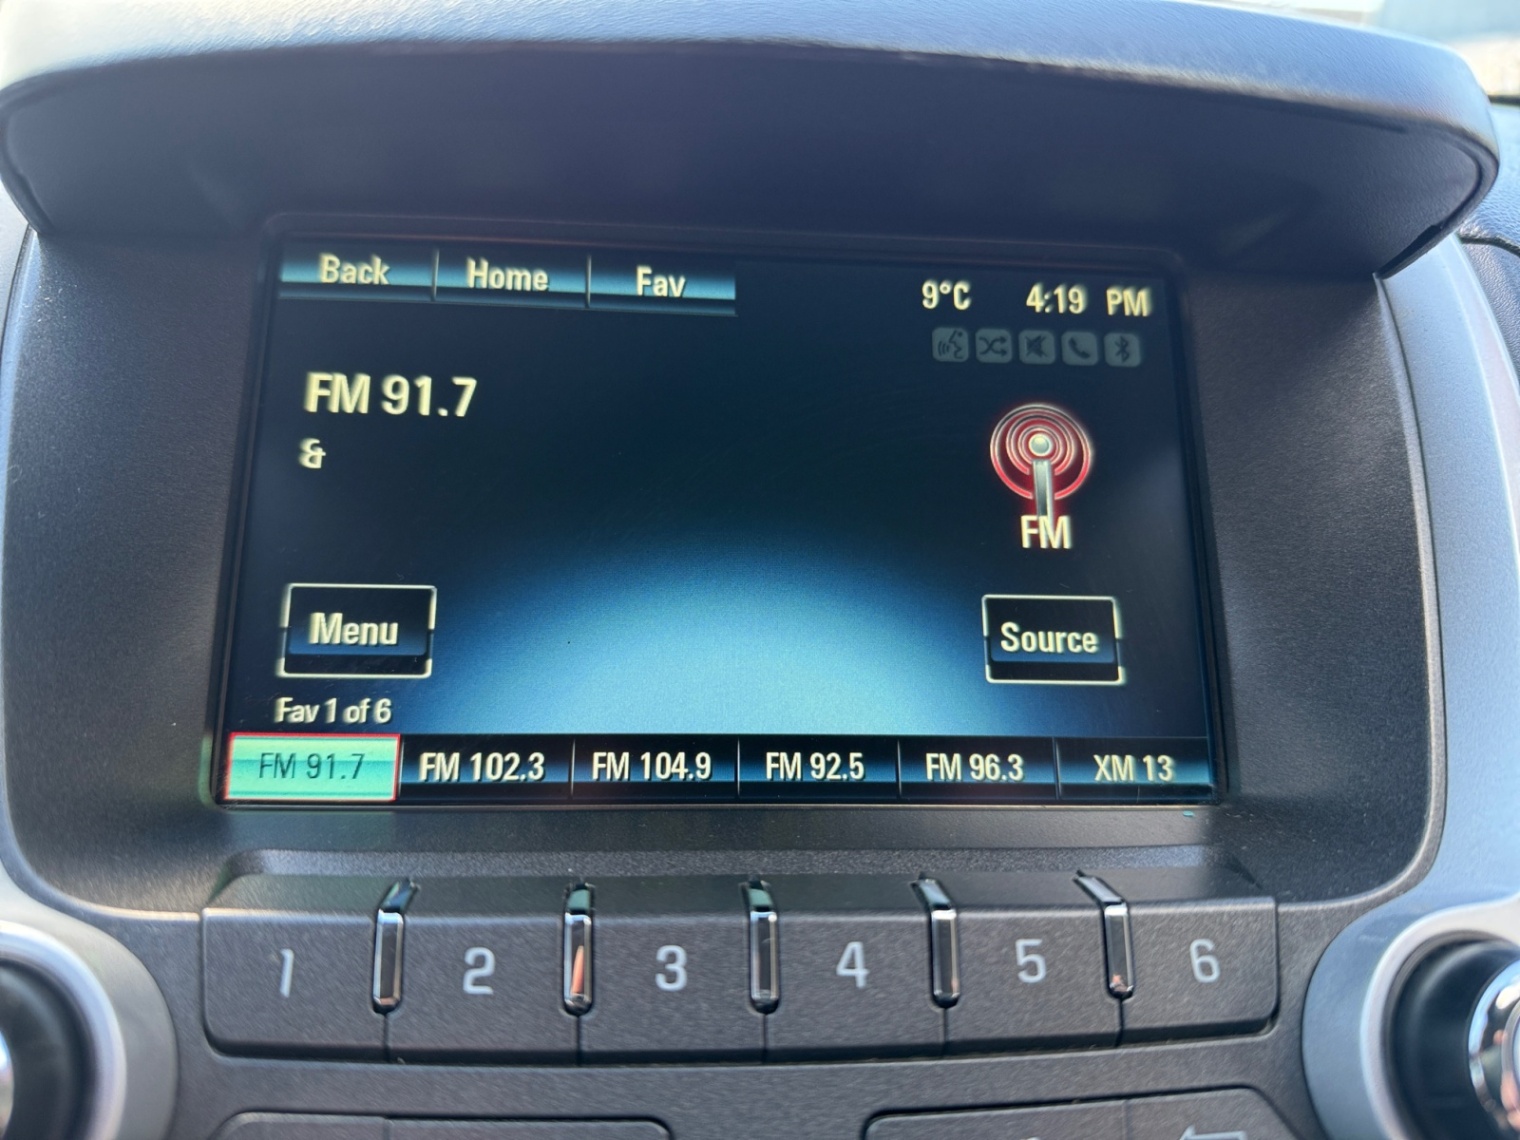 Back Home Fav 9°C 4:19 PM
FM 91.7
&
FM
Menu Source
Fav 1 of 6
FM 91.7 FM 102.3 FM 104.9 FM 92.5 FM 96.3 XM 13
1 2 3 4 5 6